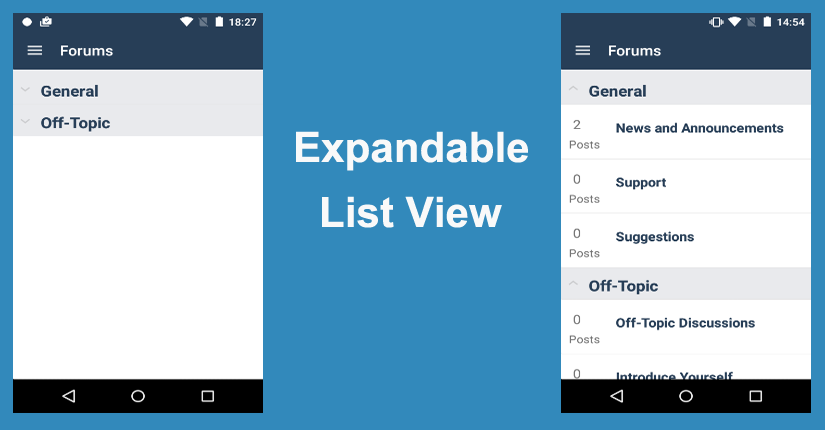 18:27
Forums
General
Off-Topic
Expandable
List View
14:54
Forums
General
2
Posts
News and Announcements
0
Posts
Support
0
Posts
Suggestions
Off-Topic
0
Posts
Off-Topic Discussions
0
Introduce Yourself